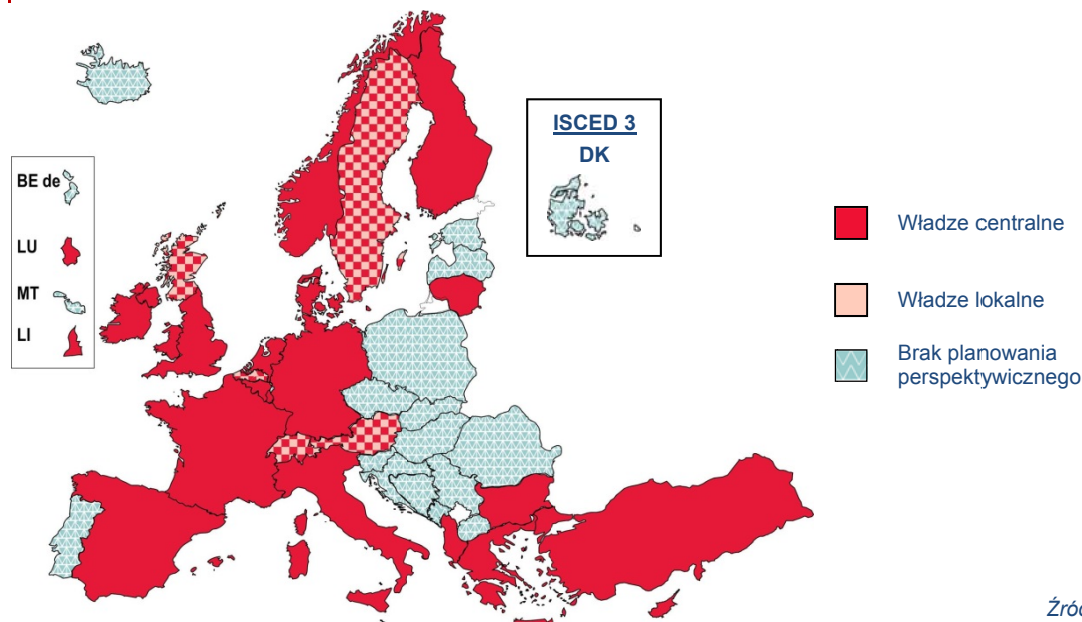 ISCED 3
DK
BE de
LU
MT
LI
Władze centralne
Władze lokalne
Brak planowania
perspektywicznego